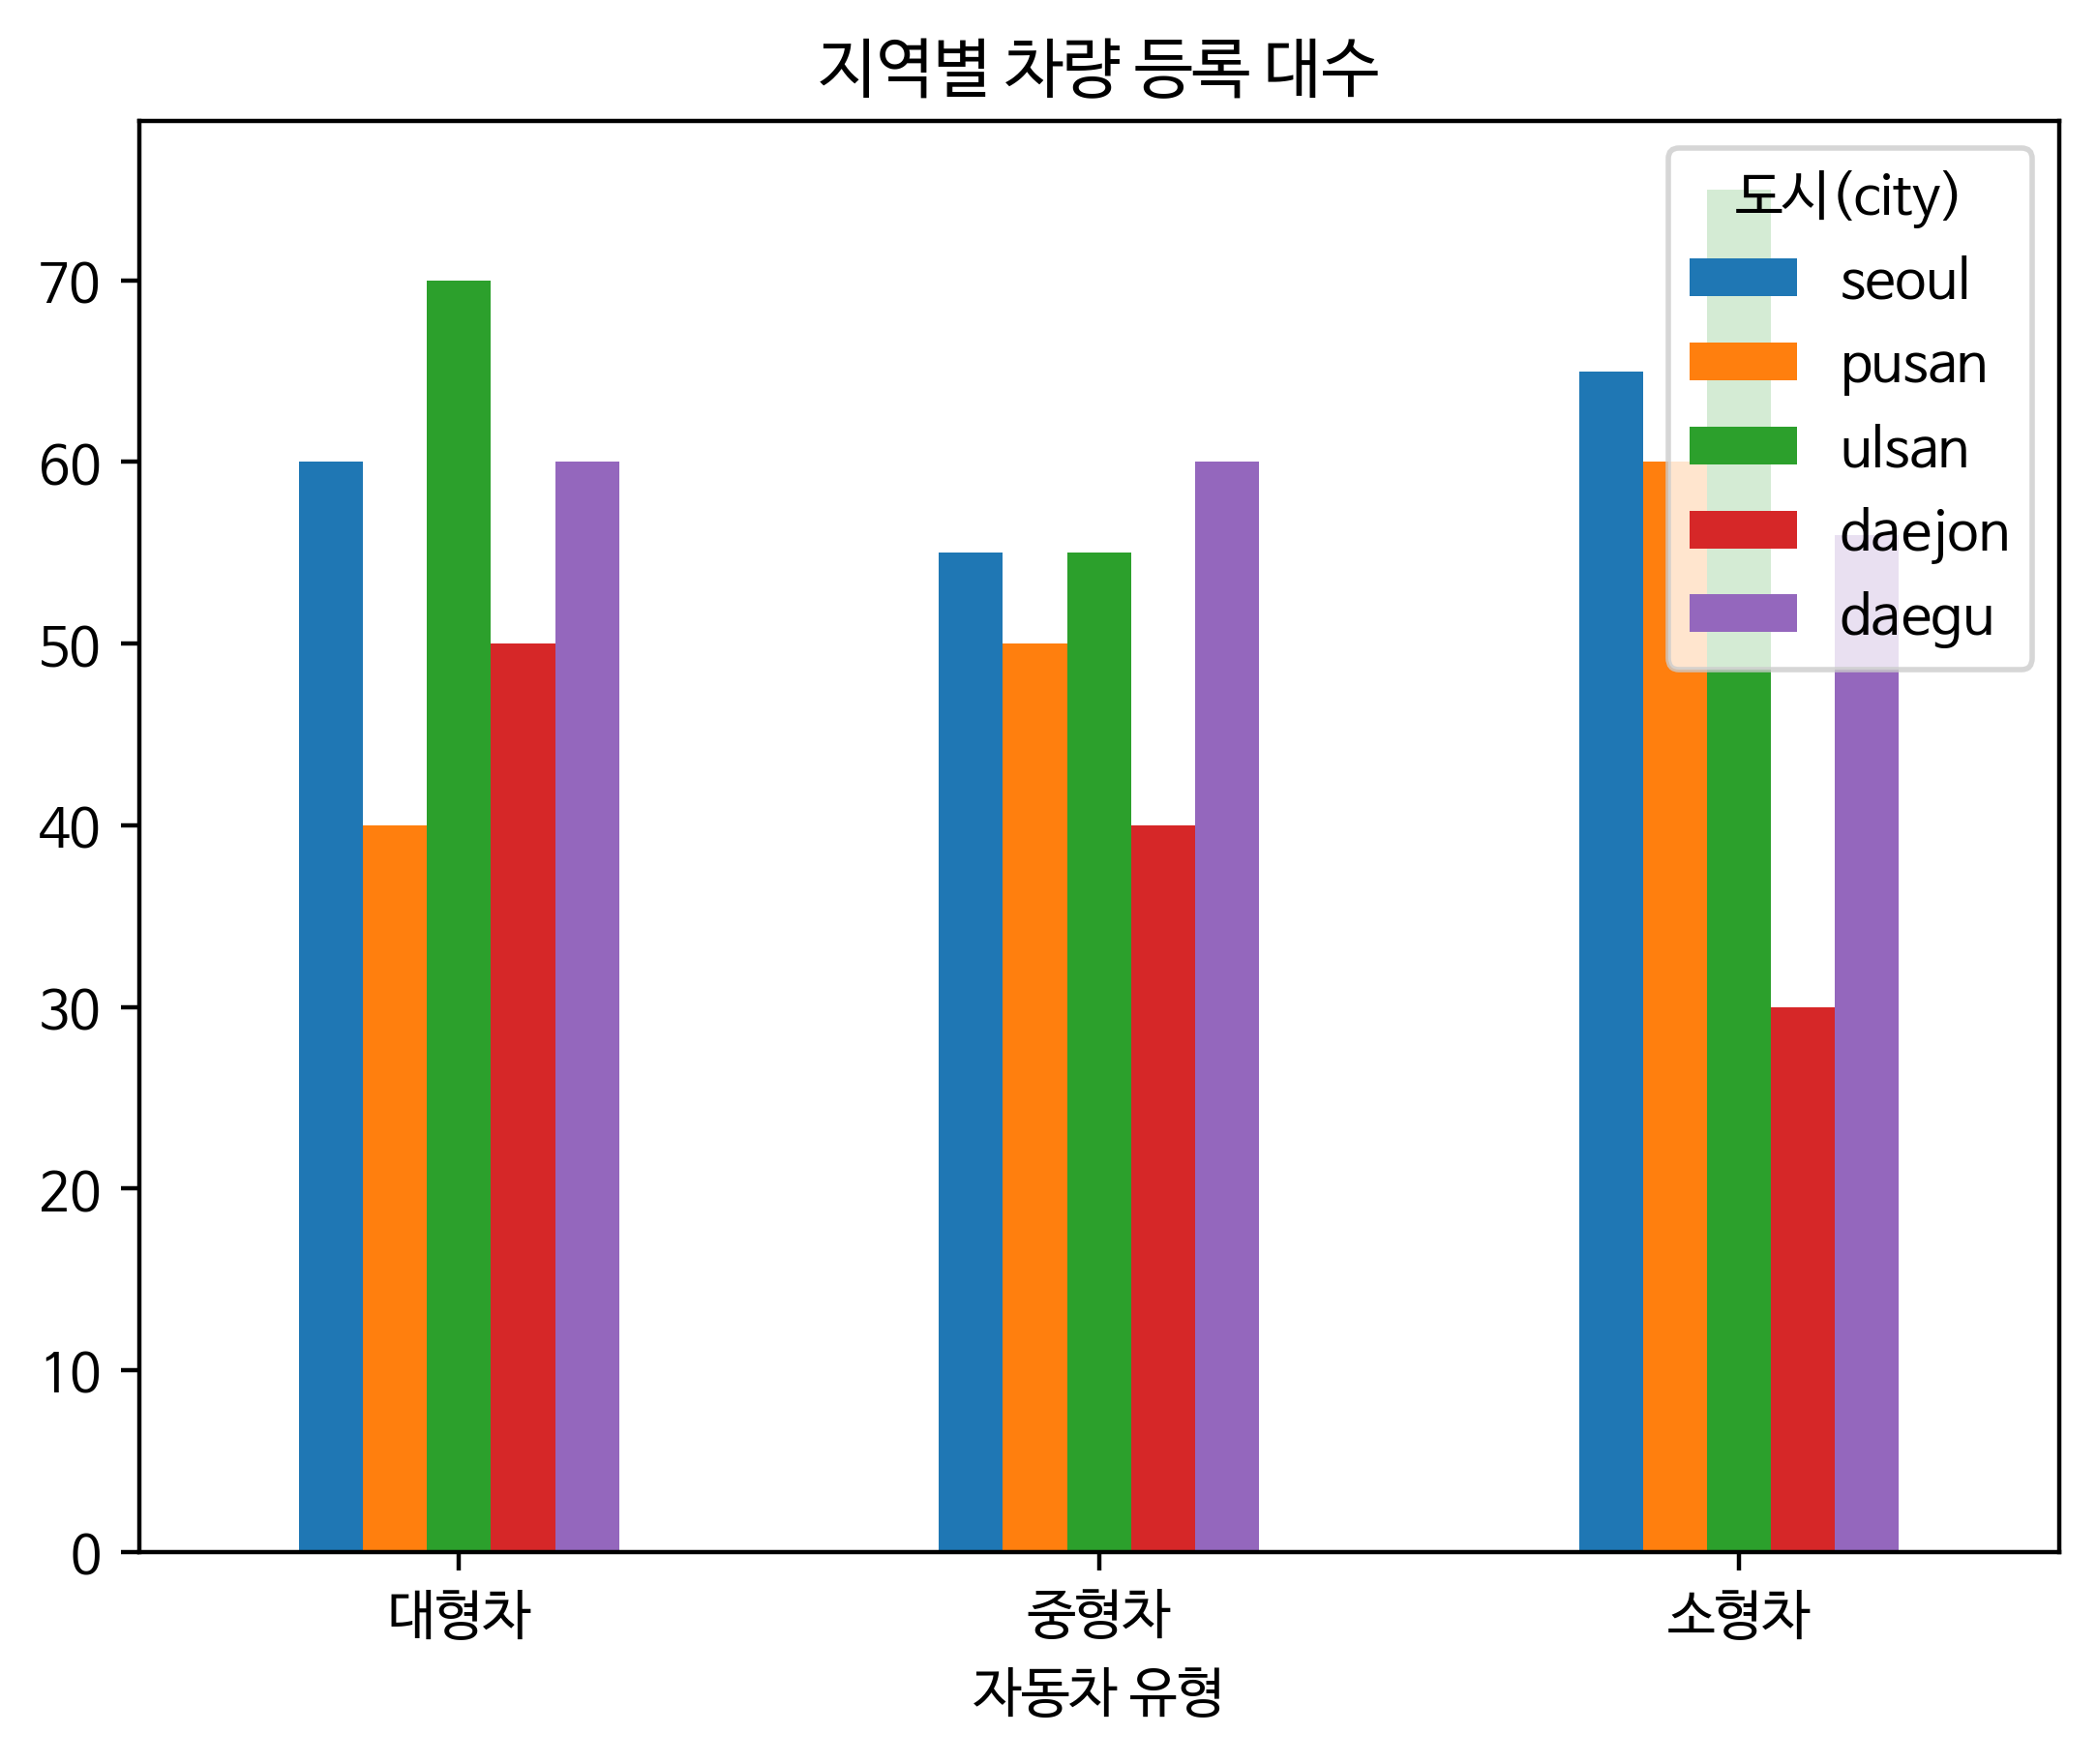 지역별 차량 등록 대수
도시(city)
seoul
pusan
ulsan
daejon
daegu
70
60
50
40
30
20
10
0
대형차 중형차 소형차
자동차 유형